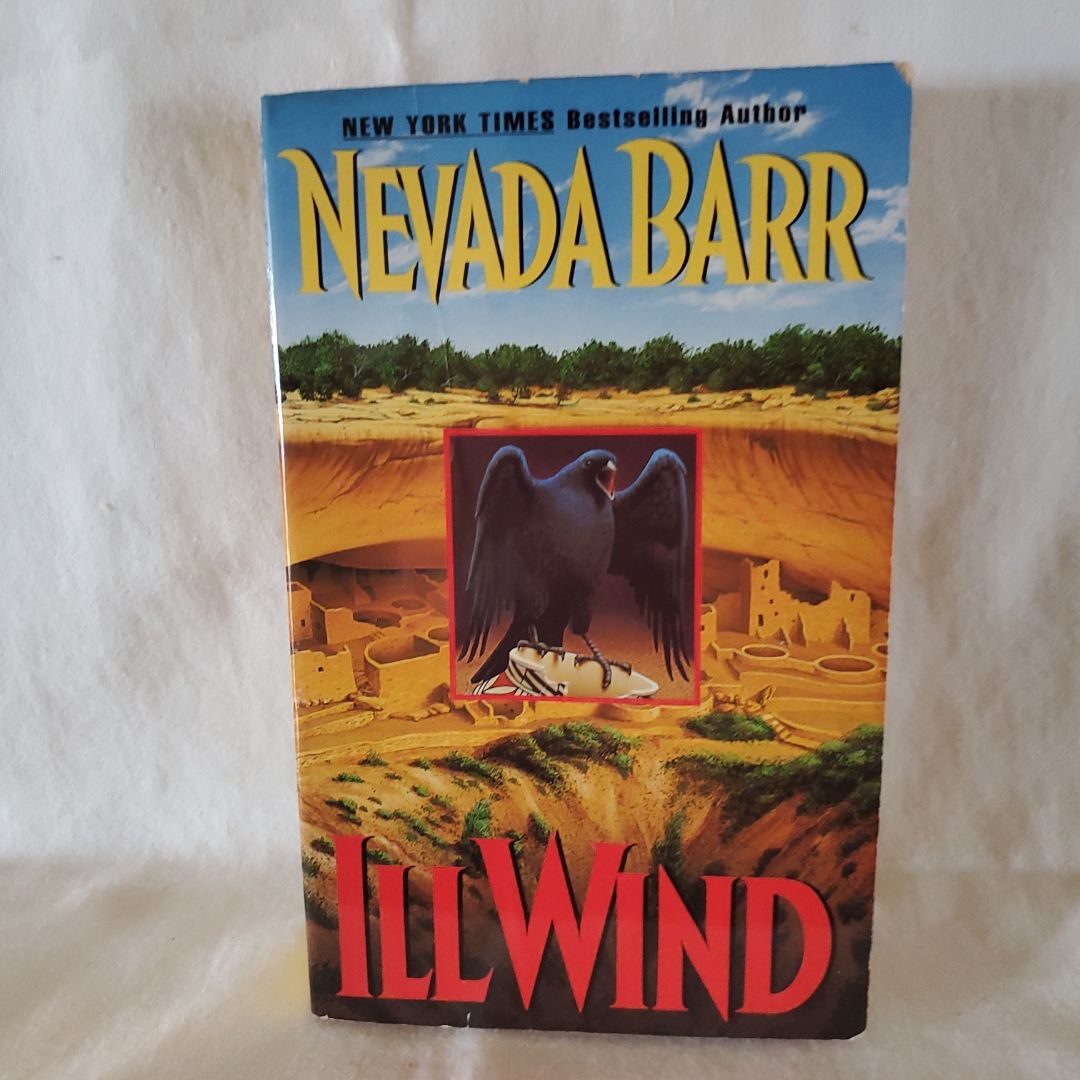 NEW YORK TIMES Bestselling Author
NEVADA BARR
ILL WIND